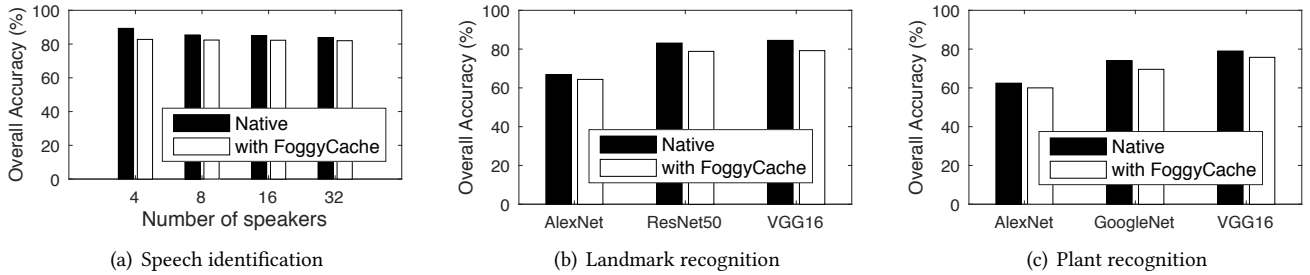 Overall Accuracy (%)
100
80
60
40
20
0
Native
with FoggyCache
4 8 16 32
Number of speakers
(a) Speech identification
Overall Accuracy (%)
100
80
60
40
20
0
Native
with FoggyCache
AlexNet ResNet50 VGG16
(b) Landmark recognition
Overall Accuracy (%)
100
80
60
40
20
0
Native
with FoggyCache
AlexNet GoogleNet VGG16
(c) Plant recognition